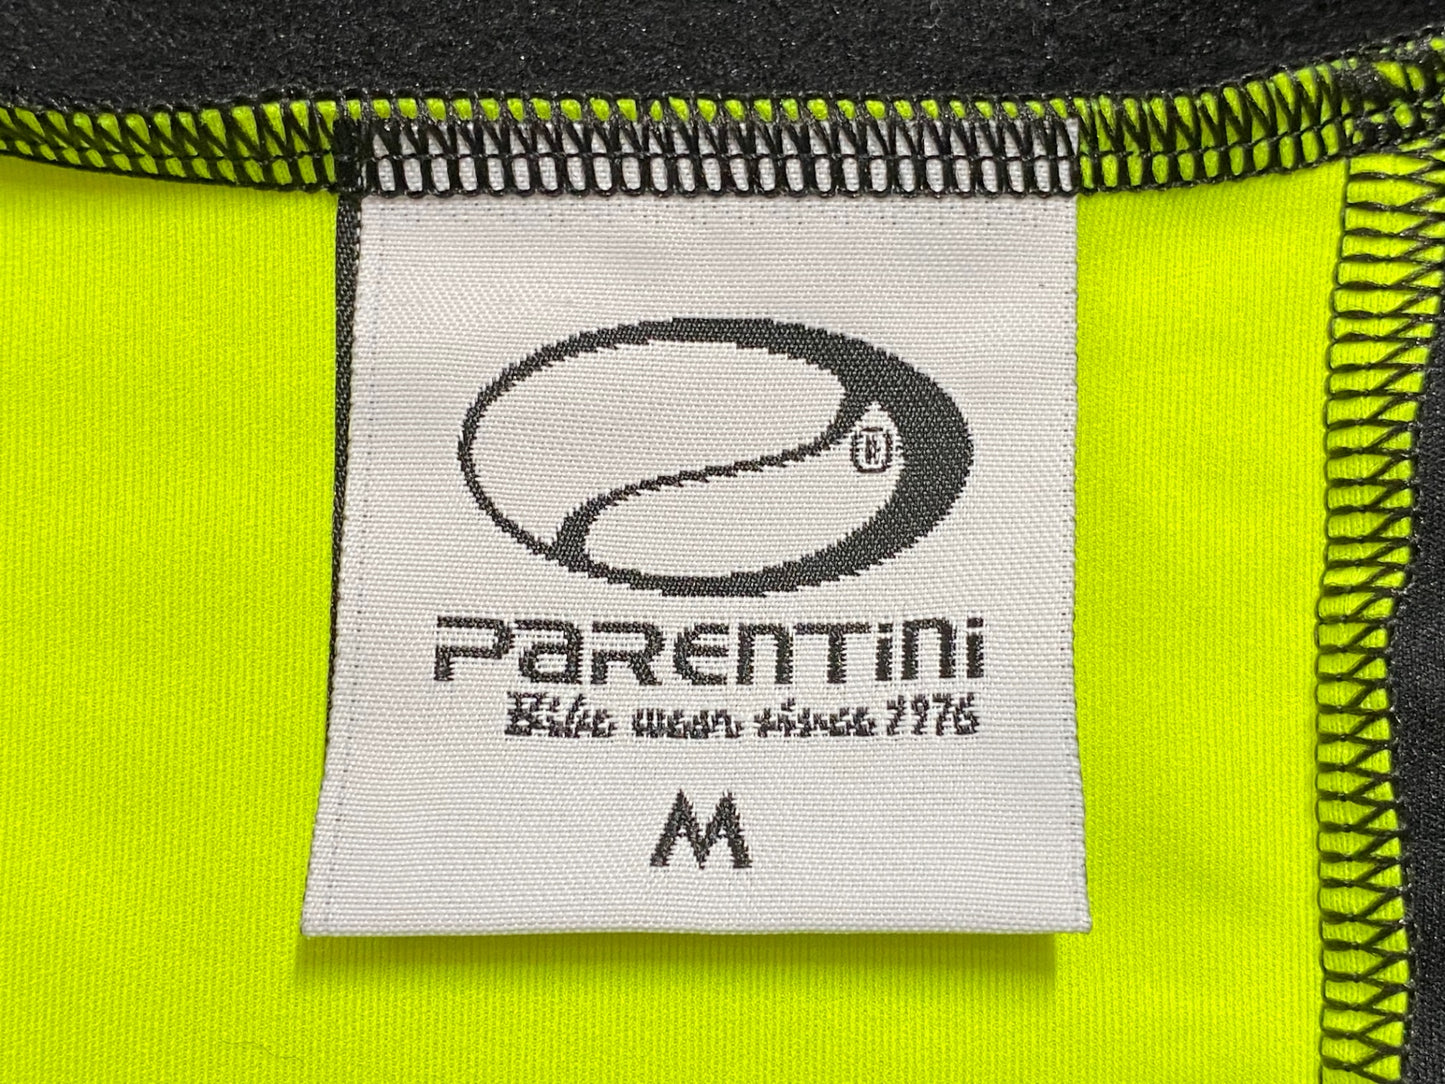 PARENTINI
Bike wear since 1976
M